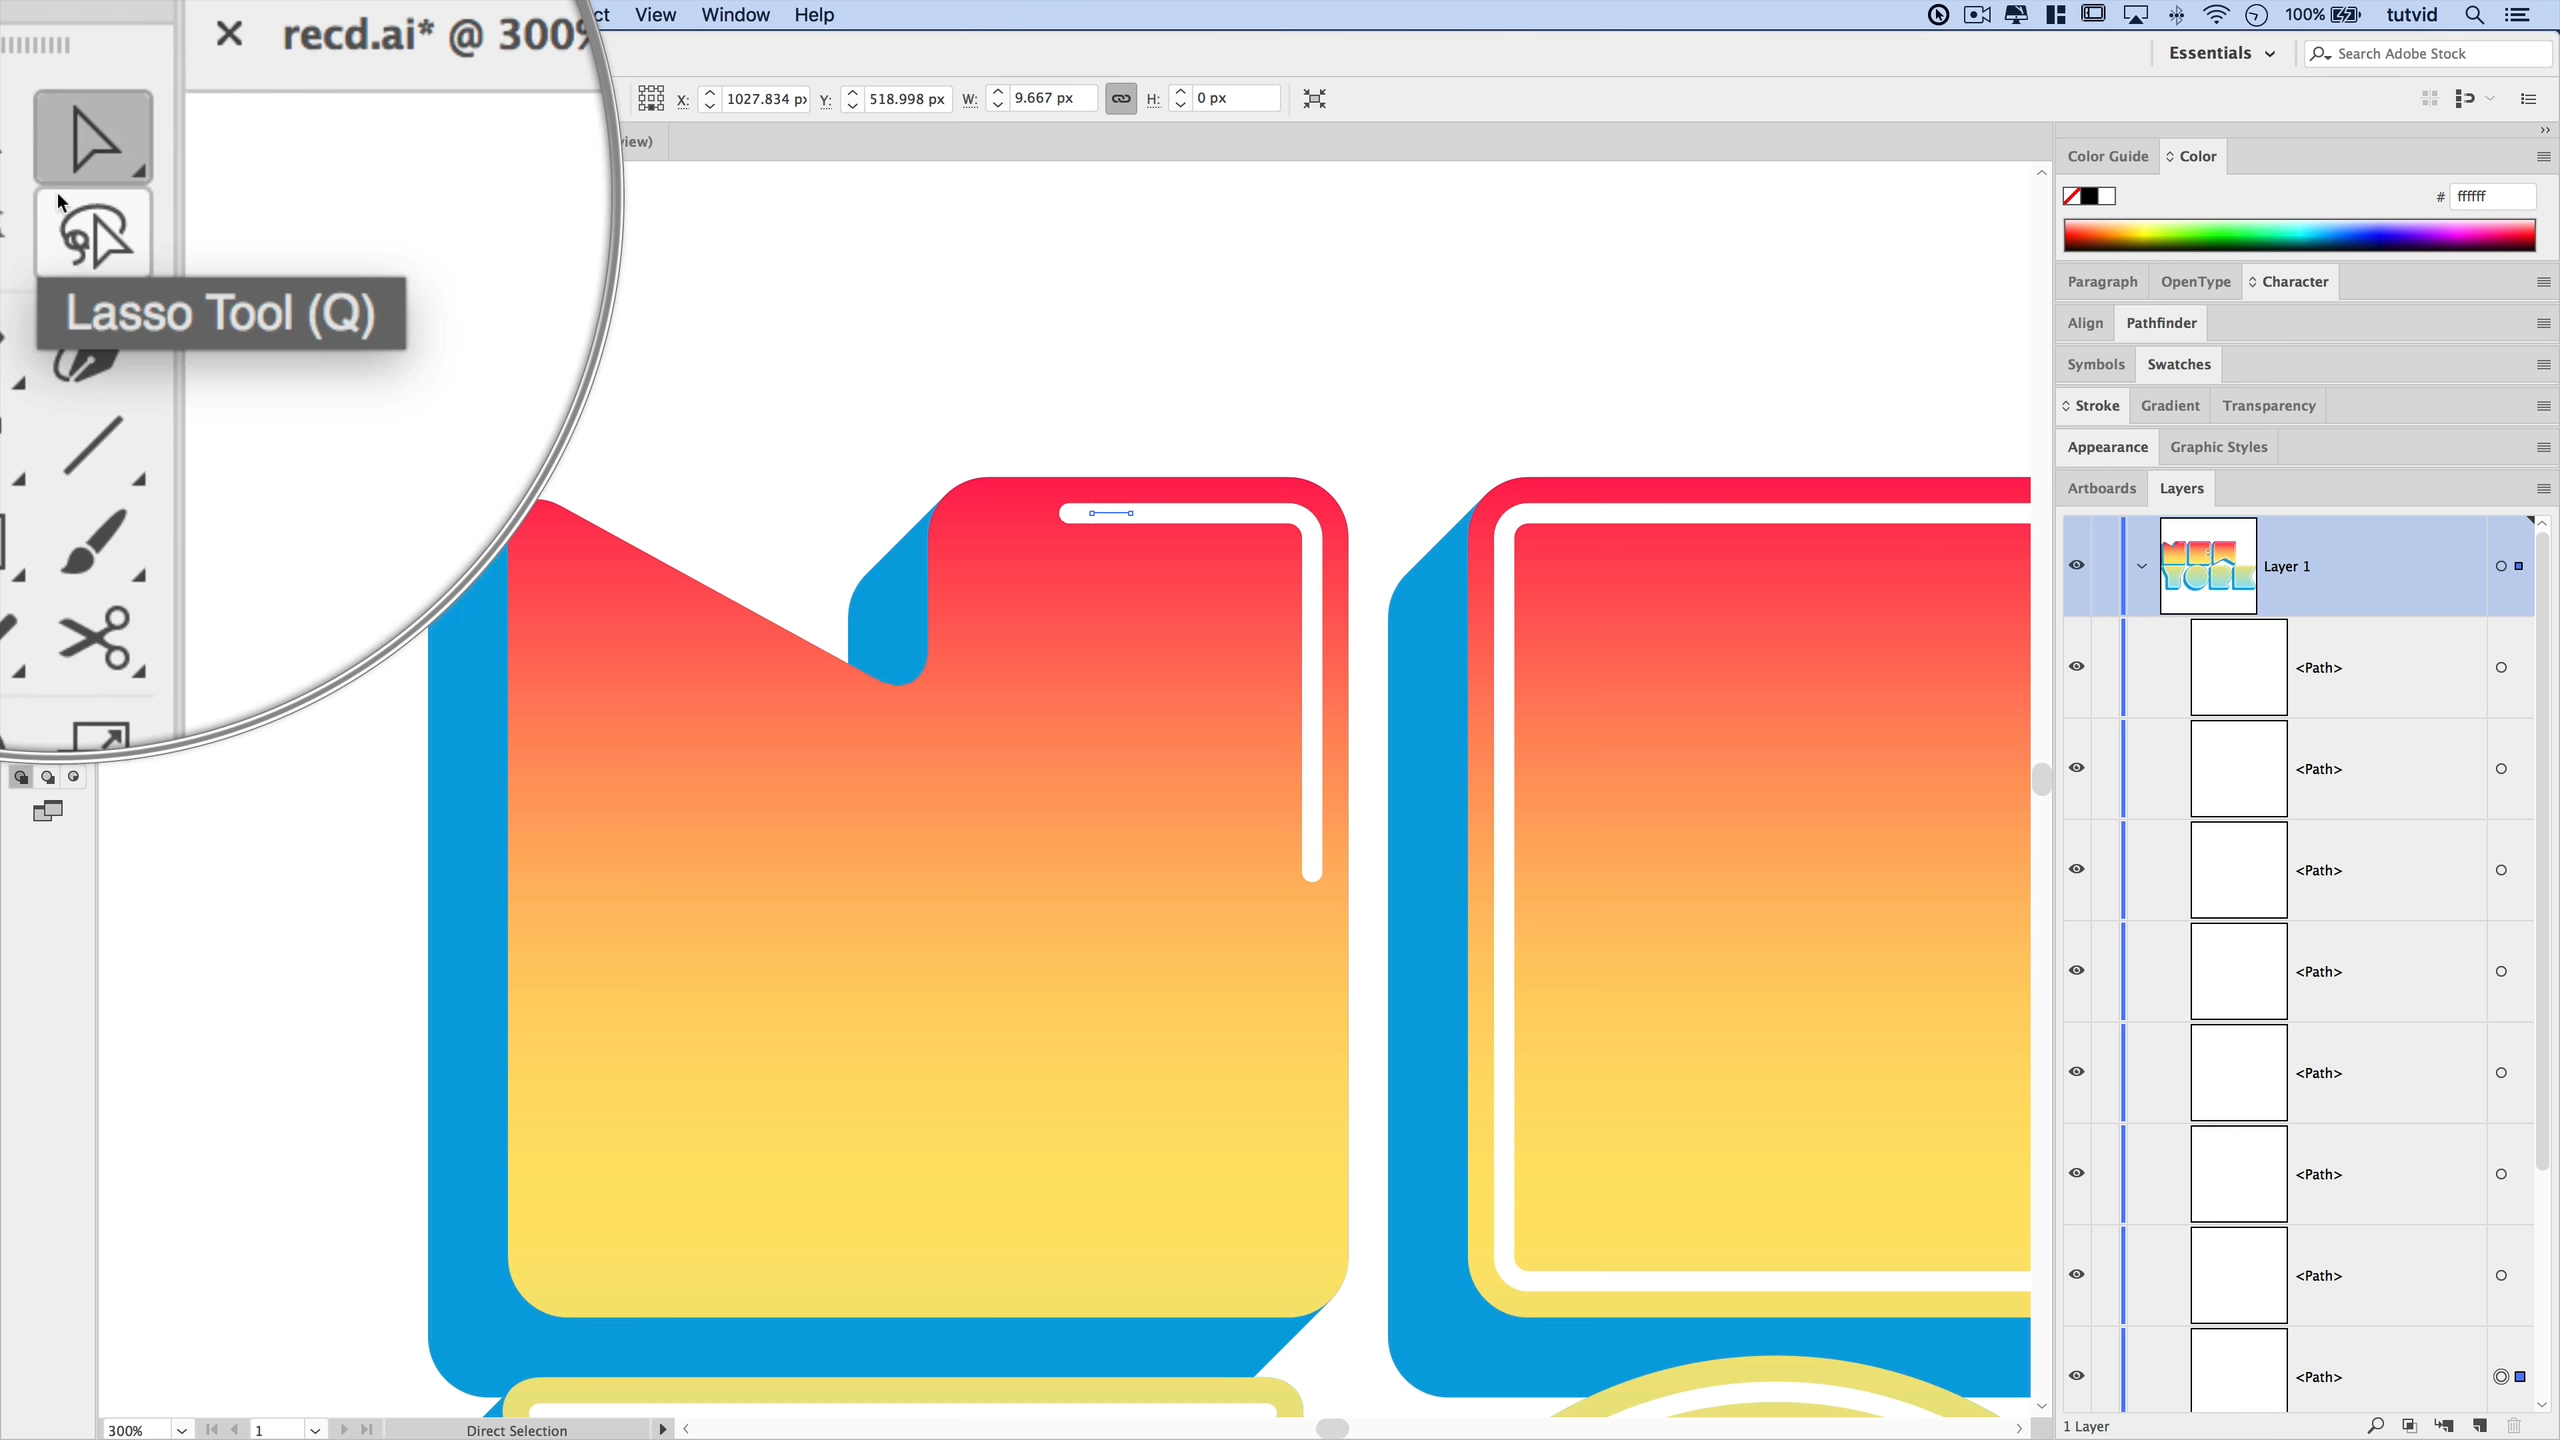 ct View Window Help
100% tutvid
recd.ai* @ 300%
Essentials
Search Adobe Stock
X: 1027.834 px Y: 518.998 px W: 9.667 px H: 0 px
view)
Color Guide Color
# ffffff
Lasso Tool (Q)
Paragraph OpenType Character
Align Pathfinder
Symbols Swatches
Stroke Gradient Transparency
Appearance Graphic Styles
Artboards Layers
NEW
YORK
Layer 1
<Path>
<Path>
<Path>
<Path>
<Path>
<Path>
<Path>
<Path>
300% 1 Direct Selection
1 Layer